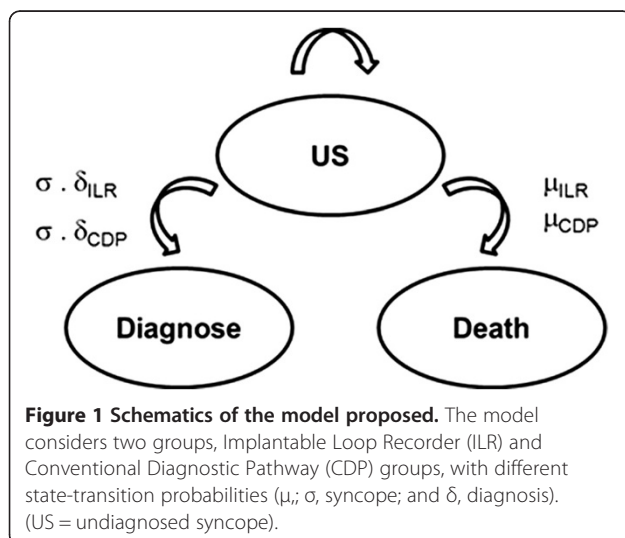 US
σ . δILR
σ . δCDP
μILR
μCDP
Diagnose
Death
Figure 1 Schematics of the model proposed. The model
considers two groups, Implantable Loop Recorder (ILR) and
Conventional Diagnostic Pathway (CDP) groups, with different
state-transition probabilities (μ,; σ, syncope; and δ, diagnosis).
(US = undiagnosed syncope).